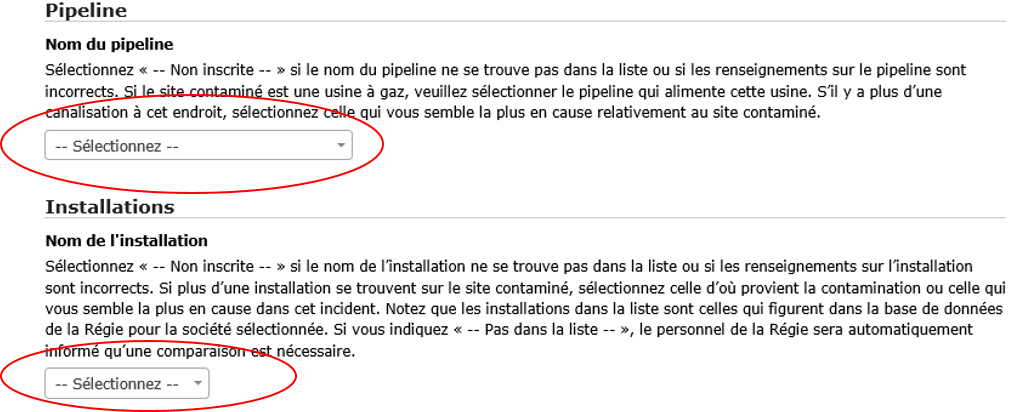 Pipeline
Nom du pipeline
Sélectionnez « -- Non inscrite -- » si le nom du pipeline ne se trouve pas dans la liste ou si les renseignements sur le pipeline sont
incorrects. Si le site contaminé est une usine à gaz, veuillez sélectionner le pipeline qui alimente cette usine. S’il y a plus d’une
canalisation à cet endroit, sélectionnez celle qui vous semble la plus en cause relativement au site contaminé.
-- Sélectionnez --
Installations
Nom de l'installation
Sélectionnez « -- Non inscrite -- » si le nom de l’installation ne se trouve pas dans la liste ou si les renseignements sur l’installation
sont incorrects. Si plus d’une installation se trouvent sur le site contaminé, sélectionnez celle d’où provient la contamination ou celle qui
vous semble la plus en cause dans cet incident. Notez que les installations dans la liste sont celles qui figurent dans la base de données
de la Régie pour la société sélectionnée. Si vous indiquez « -- Pas dans la liste -- », le personnel de la Régie sera automatiquement
informé qu’une comparaison est nécessaire.
-- Sélectionnez --